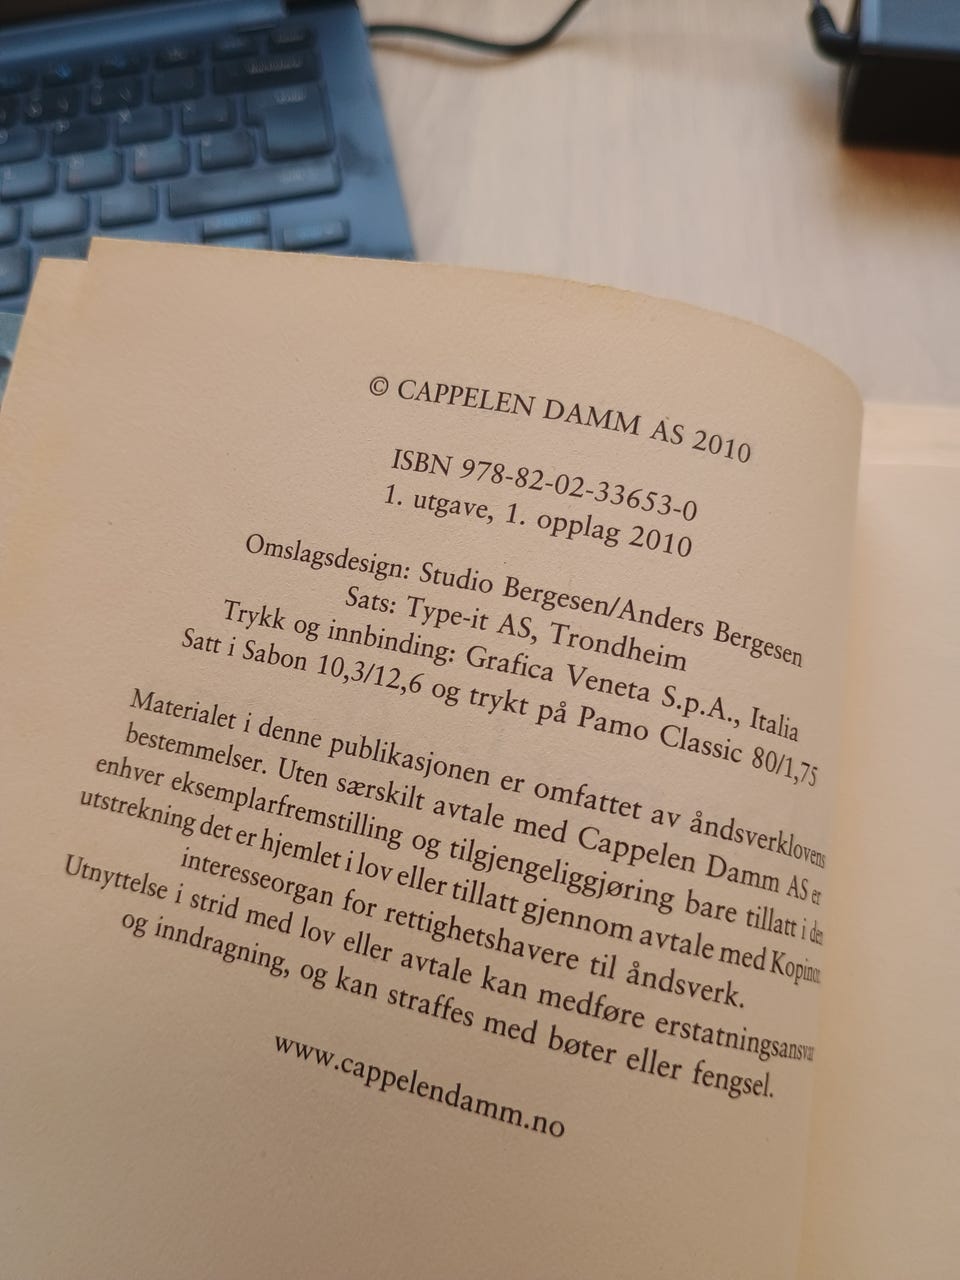 © CAPPELEN DAMM AS 2010
ISBN 978-82-02-33653-0
1. utgave, 1. opplag 2010
Omslagsdesign: Studio Bergesen/Anders Bergesen
Sats: Type-it AS, Trondheim
Trykk og innbinding: Grafica Veneta S.p.A., Italia
Satt i Sabon 10,3/12,6 og trykt på Pamo Classic 80/1,75
Materialet i denne publikasjonen er omfattet av åndsverklovens
bestemmelser. Uten særskilt avtale med Cappelen Damm AS er
enhver eksemplarfremstilling og tilgjengeliggjøring bare tillatt i den
utstrekning det er hjemlet i lov eller tillatt gjennom avtale med Kopinor,
interesseorgan for rettighetshavere til åndsverk.
Utnyttelse i strid med lov eller avtale kan medføre erstatningsansvar
og inndragning, og kan straffes med bøter eller fengsel.
www.cappelendamm.no